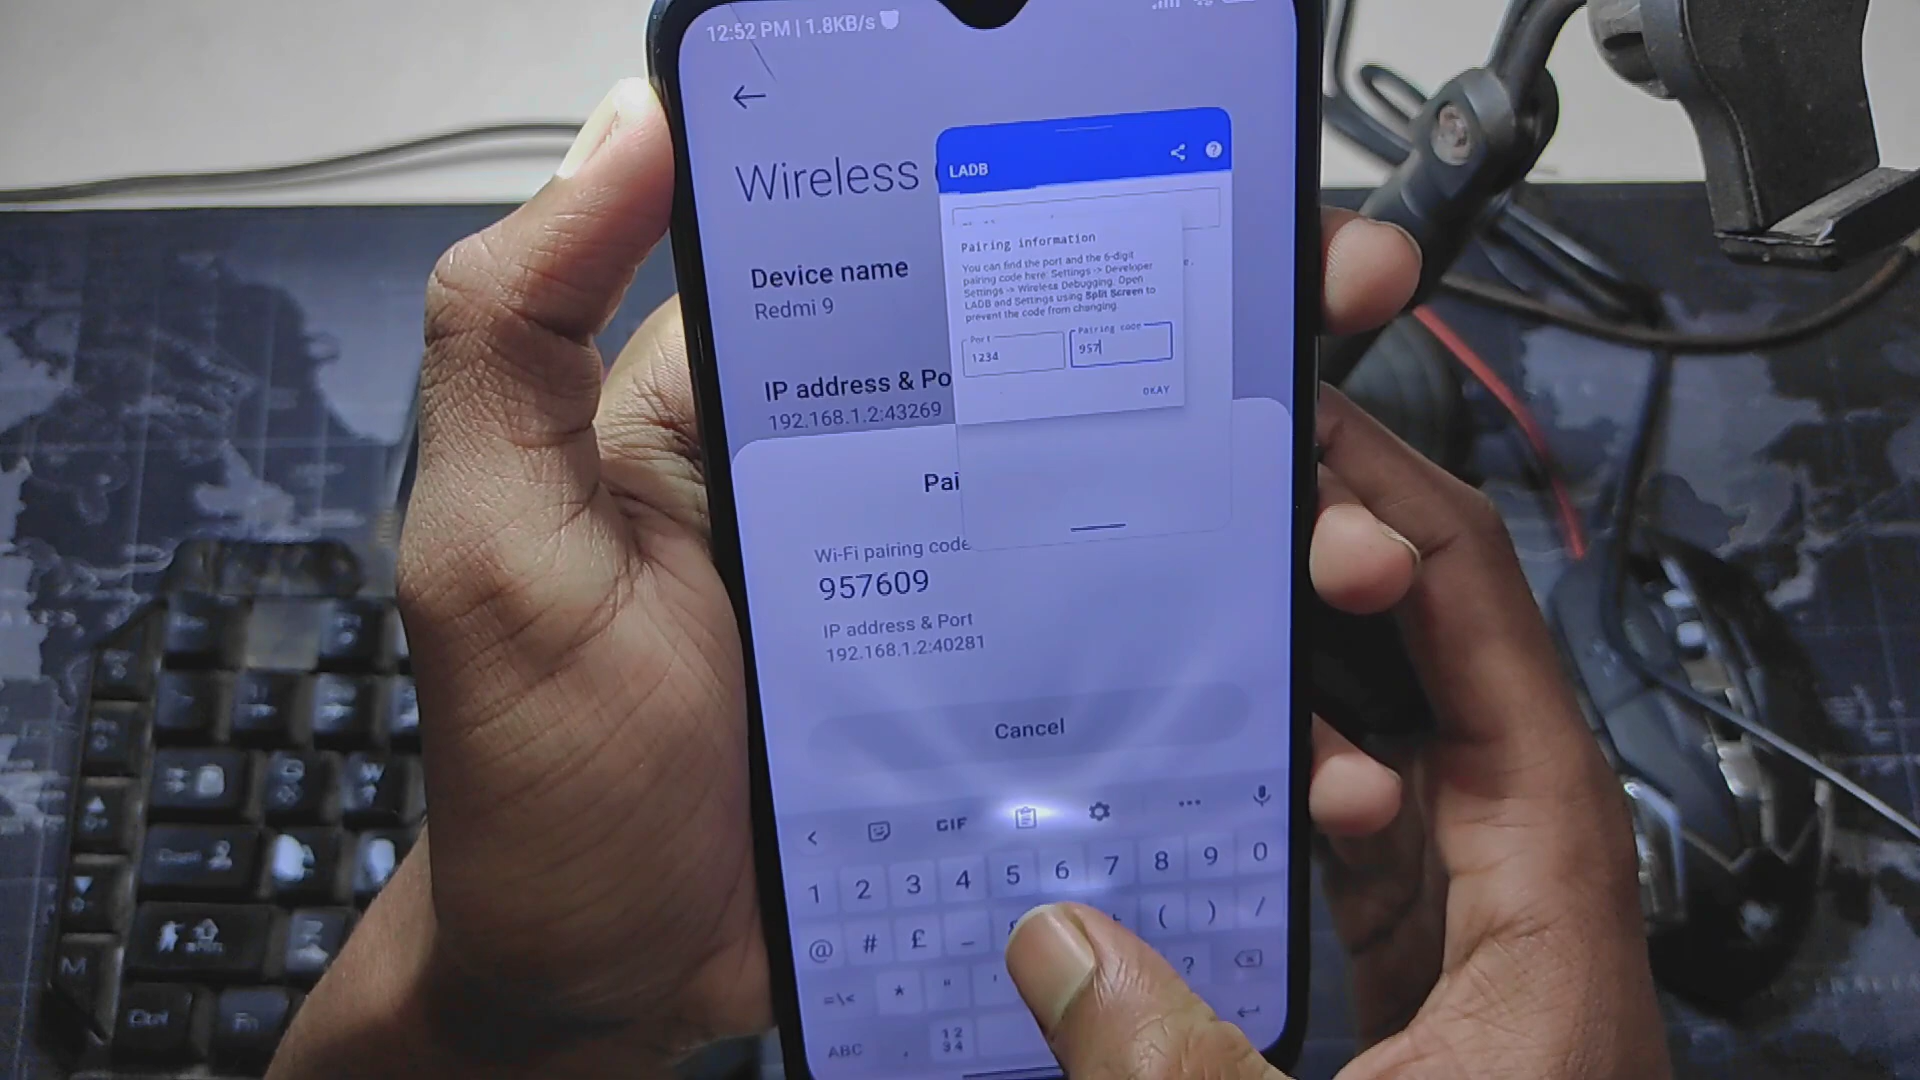 12:52 PM | 1.8KB/s
Wireless
Device name
Redmi 9
IP address & Po
192.168.1.2:43269
LADB
Pairing information
You can find the port and the 6-digit
pairing code here: Settings -> Developer
Settings -> Wireless Debugging. Open
LADB and Settings using Split Screen to
prevent the code from changing.
Port
1234
Pairing code
957
OKAY
Pai
Wi-Fi pairing code
957609
IP address & Port
192.168.1.2:40281
Cancel
GIF
1 2 3 4 5 6 7 8 9 0
@ # £ _ ( ) /
=\< * " ' ?
ABC , 12
34
M
Ctrl Fn
W